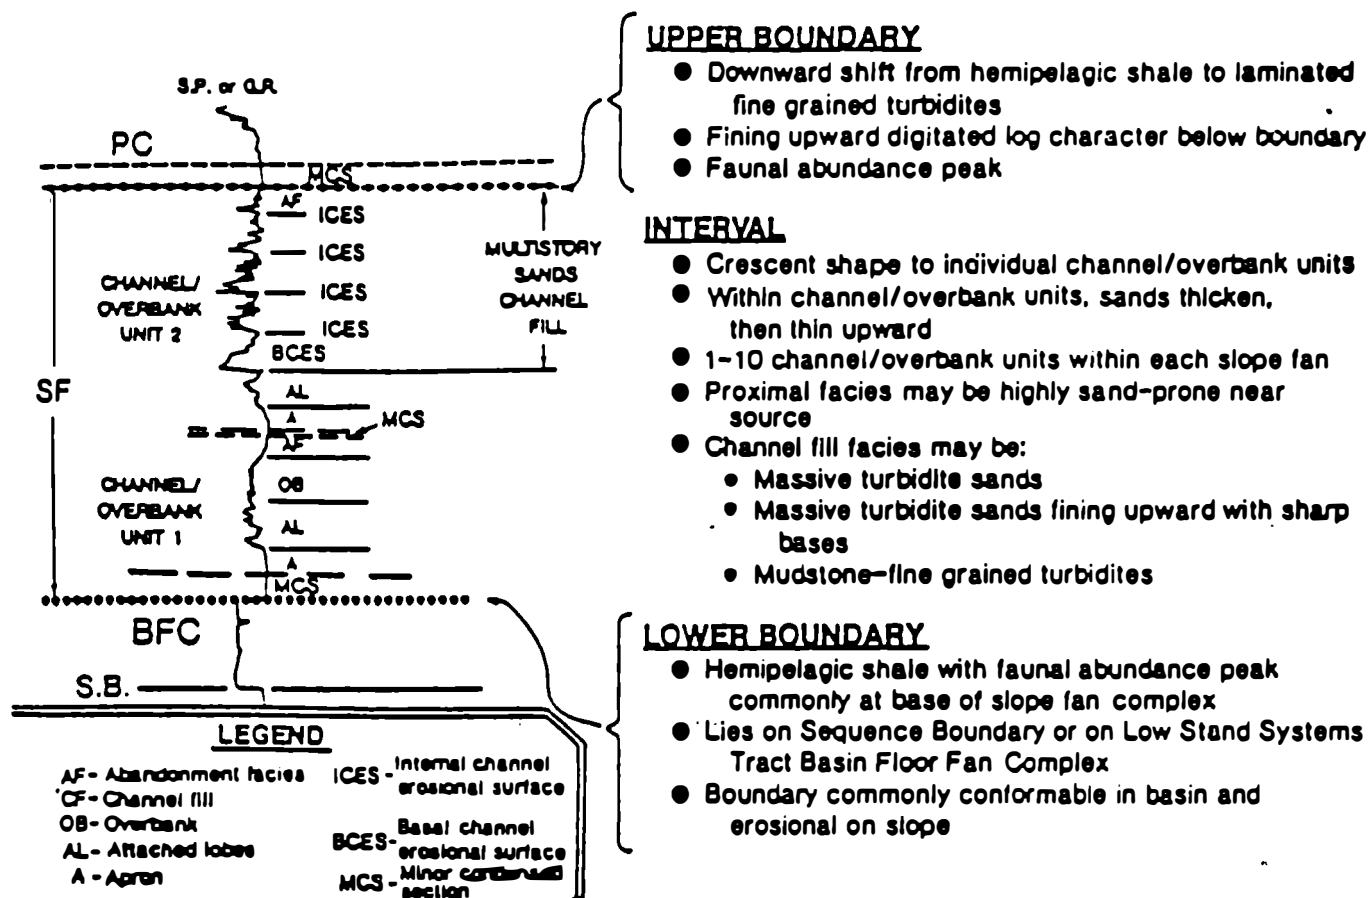 S.P. or G.R.
PC
MCS
AF
ICES
ICES
ICES
ICES
BCES
CHANNEL/
OVERBANK
UNIT 2
MULTISTORY
SANDS
CHANNEL
FILL
SF
AL
A
MCS
AF
CHANNEL/
OVERBANK
UNIT 1
OB
AL
A
MCS
BFC
S.B.
LEGEND
AF - Abandonment facies
CF - Channel fill
OB - Overbank
AL - Attached lobes
A - Apron
ICES - Internal channel
erosional surface
BCES - Basal channel
erosional surface
MCS - Minor condensed
section
UPPER BOUNDARY
● Downward shift from hemipelagic shale to laminated
fine grained turbidites
● Fining upward digitated log character below boundary
● Faunal abundance peak
INTERVAL
● Crescent shape to individual channel/overbank units
● Within channel/overbank units, sands thicken,
then thin upward
● 1-10 channel/overbank units within each slope fan
● Proximal facies may be highly sand-prone near
source
● Channel fill facies may be:
● Massive turbidite sands
● Massive turbidite sands fining upward with sharp
bases
● Mudstone-fine grained turbidites
LOWER BOUNDARY
● Hemipelagic shale with faunal abundance peak
commonly at base of slope fan complex
● Lies on Sequence Boundary or on Low Stand Systems
Tract Basin Floor Fan Complex
● Boundary commonly conformable in basin and
erosional on slope